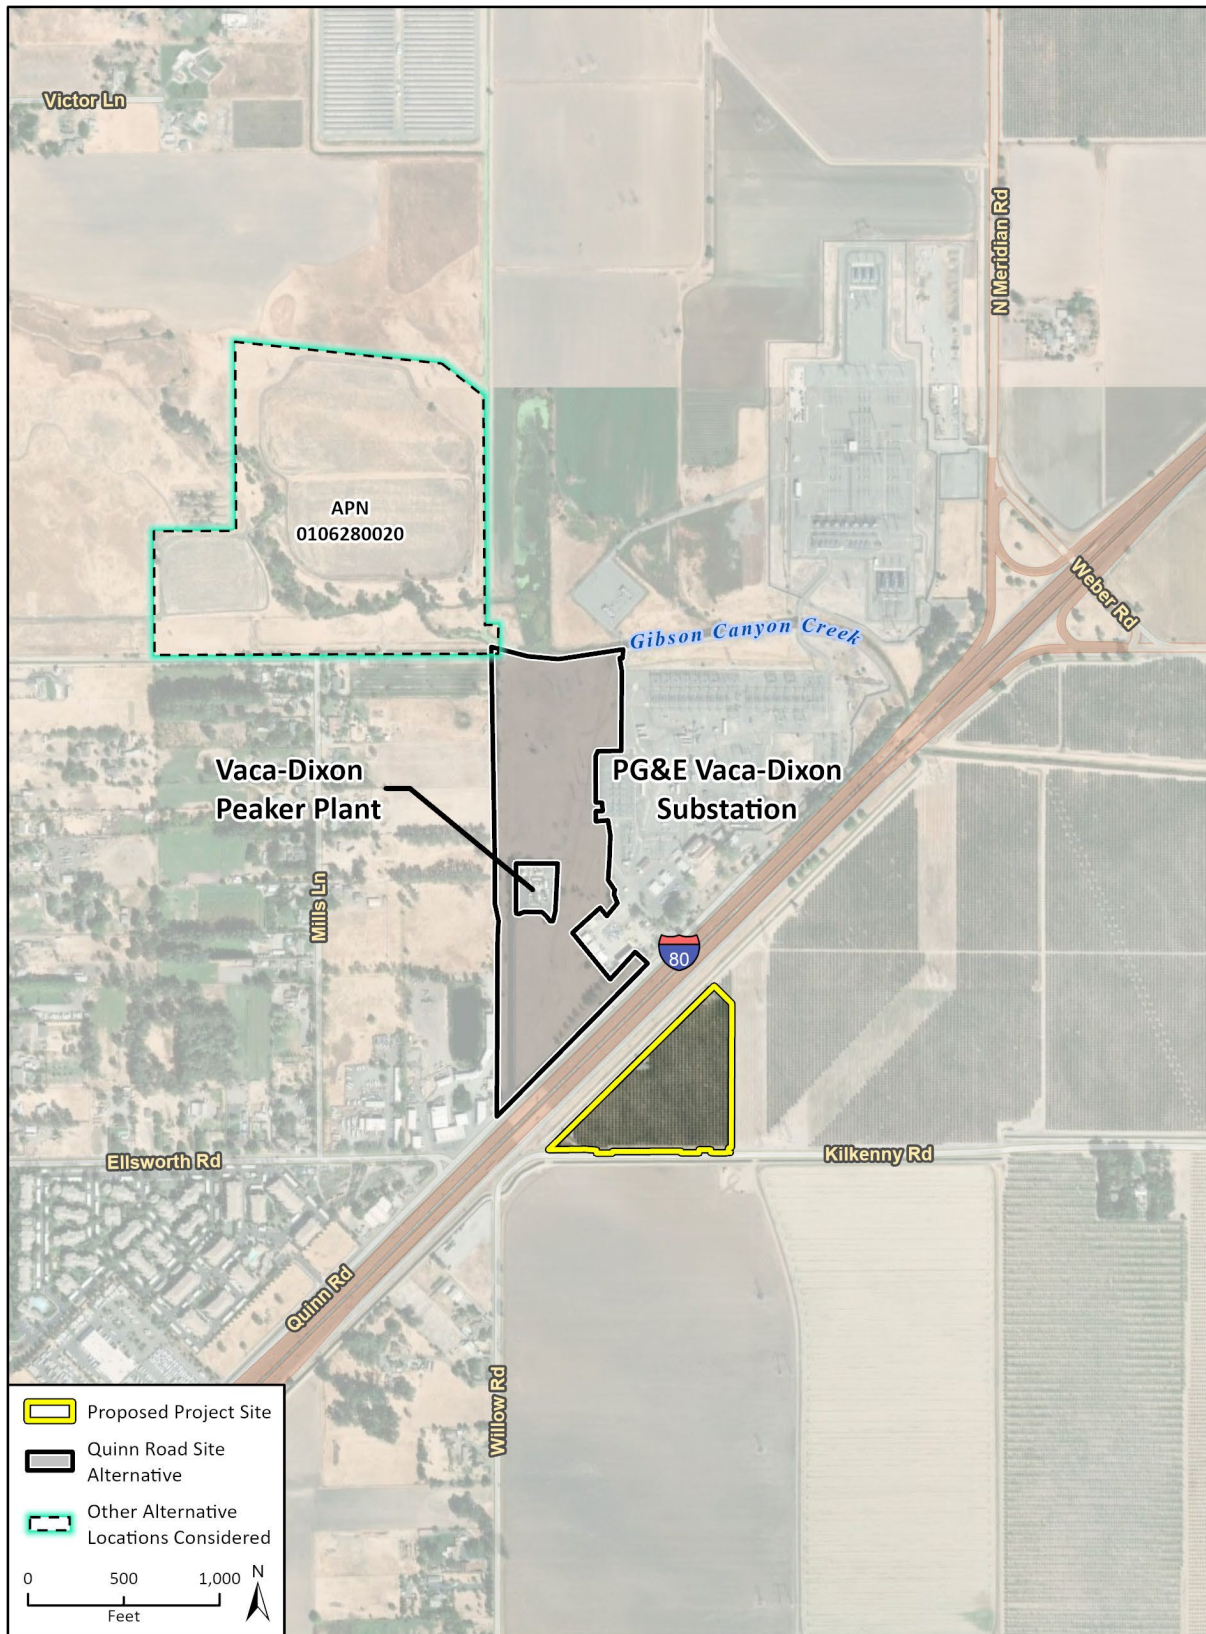 Victor Ln
N Meridian Rd
APN
0106280020
Weber Rd
Gibson Canyon Creek
Vaca-Dixon
Peaker Plant
PG&E Vaca-Dixon
Substation
Mills Ln
80
Ellsworth Rd
Kilkenny Rd
Quinn Rd
Willow Rd
Proposed Project Site
Quinn Road Site
Alternative
Other Alternative
Locations Considered
0 500 1,000
Feet
N